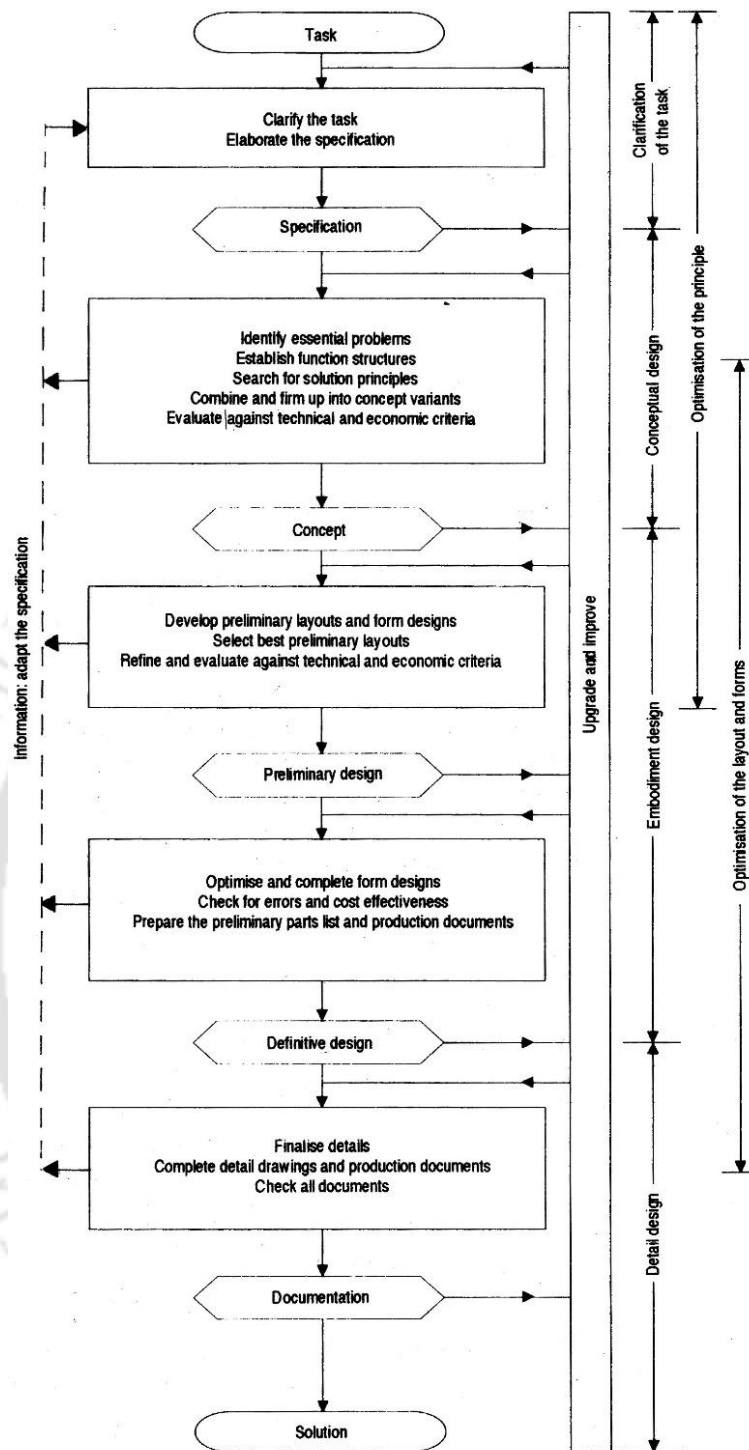 Task
Clarify the task
Elaborate the specification
Specification
Identify essential problems
Establish function structures
Search for solution principles
Combine and firm up into concept variants
Evaluate against technical and economic criteria
Concept
Develop preliminary layouts and form designs
Select best preliminary layouts
Refine and evaluate against technical and economic criteria
Preliminary design
Optimise and complete form designs
Check for errors and cost effectiveness
Prepare the preliminary parts list and production documents
Definitive design
Finalise details
Complete detail drawings and production documents
Check all documents
Documentation
Solution
Information: adapt the specification
Upgrade and improve
Clarification
of the task
Conceptual design
Embodiment design
Detail design
Optimisation of the principle
Optimisation of the layout and forms